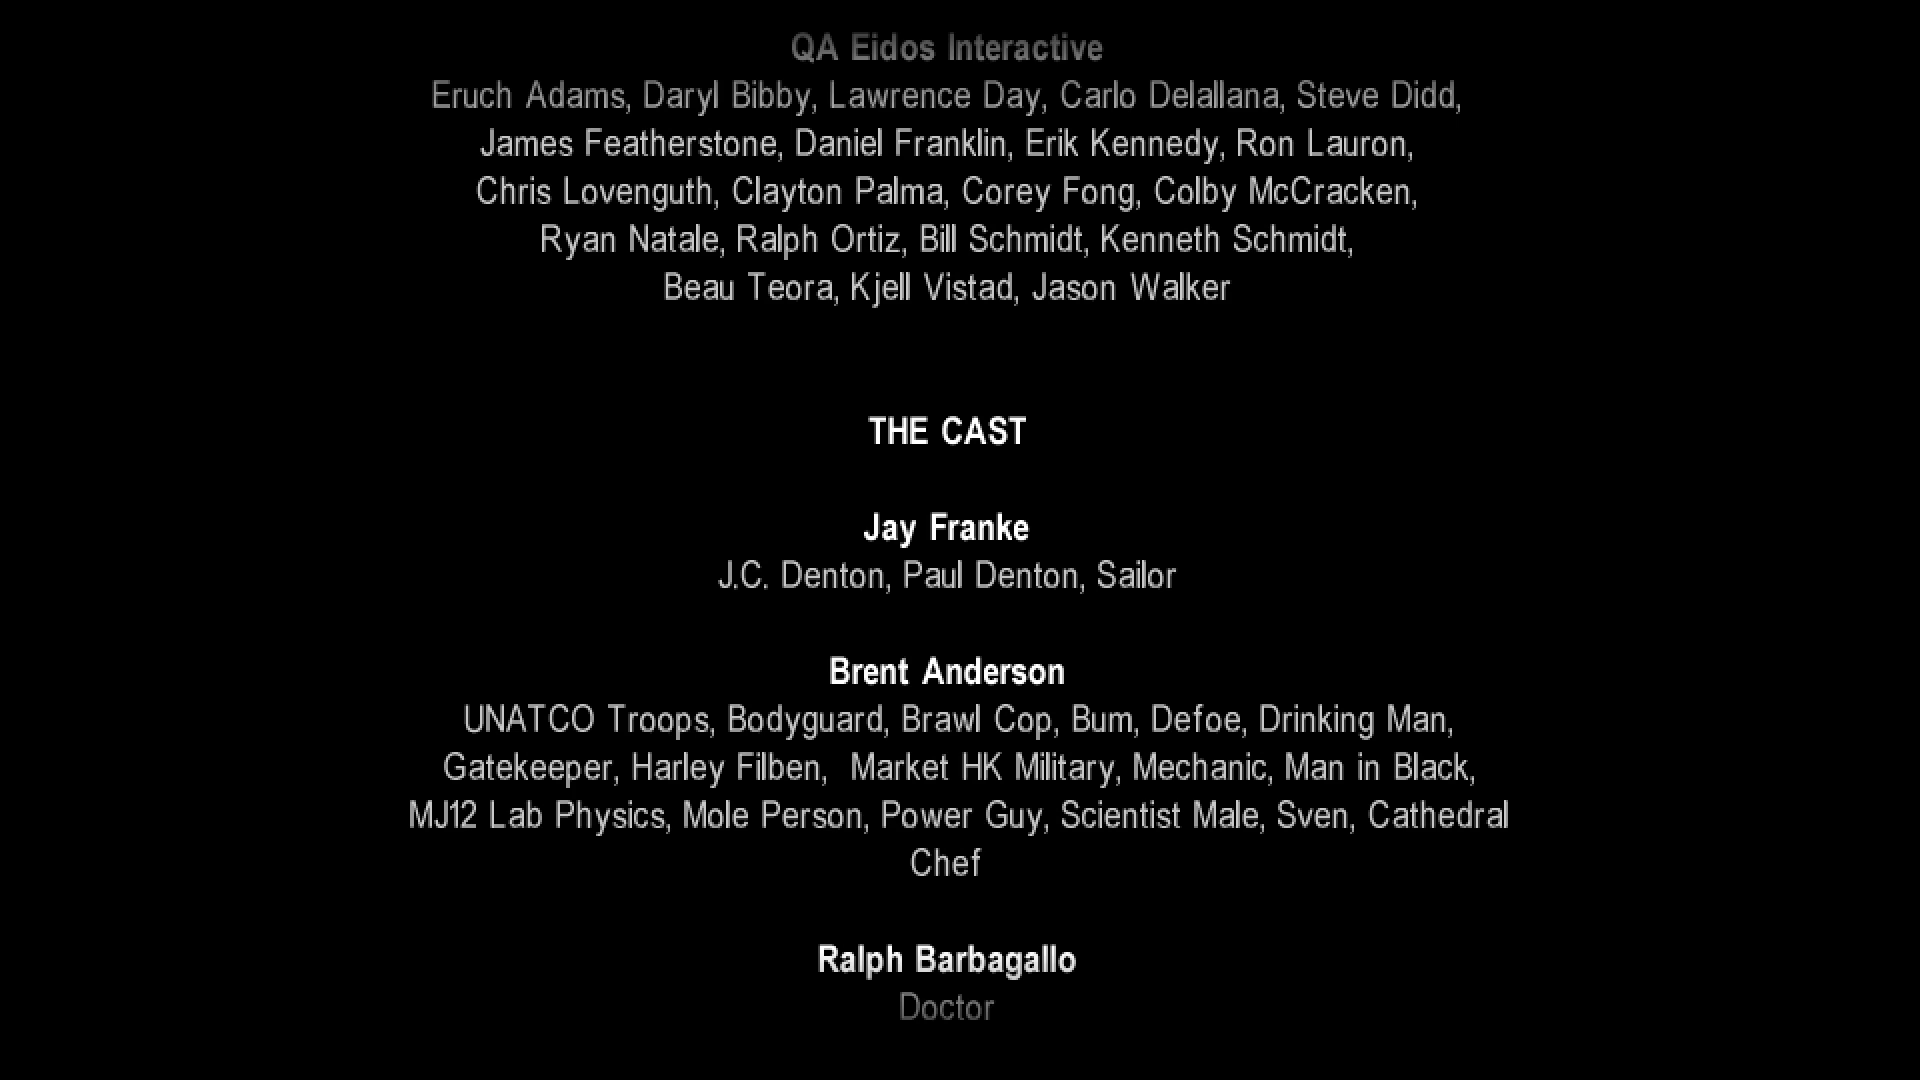 QA Eidos Interactive
Eruch Adams, Daryl Bibby, Lawrence Day, Carlo Delallana, Steve Didd,
James Featherstone, Daniel Franklin, Erik Kennedy, Ron Lauron,
Chris Lovenguth, Clayton Palma, Corey Fong, Colby McCracken,
Ryan Natale, Ralph Ortiz, Bill Schmidt, Kenneth Schmidt,
Beau Teora, Kjell Vistad, Jason Walker
THE CAST
Jay Franke
J.C. Denton, Paul Denton, Sailor
Brent Anderson
UNATCO Troops, Bodyguard, Brawl Cop, Bum, Defoe, Drinking Man,
Gatekeeper, Harley Filben,  Market HK Military, Mechanic, Man in Black,
MJ12 Lab Physics, Mole Person, Power Guy, Scientist Male, Sven, Cathedral
Chef
Ralph Barbagallo
Doctor